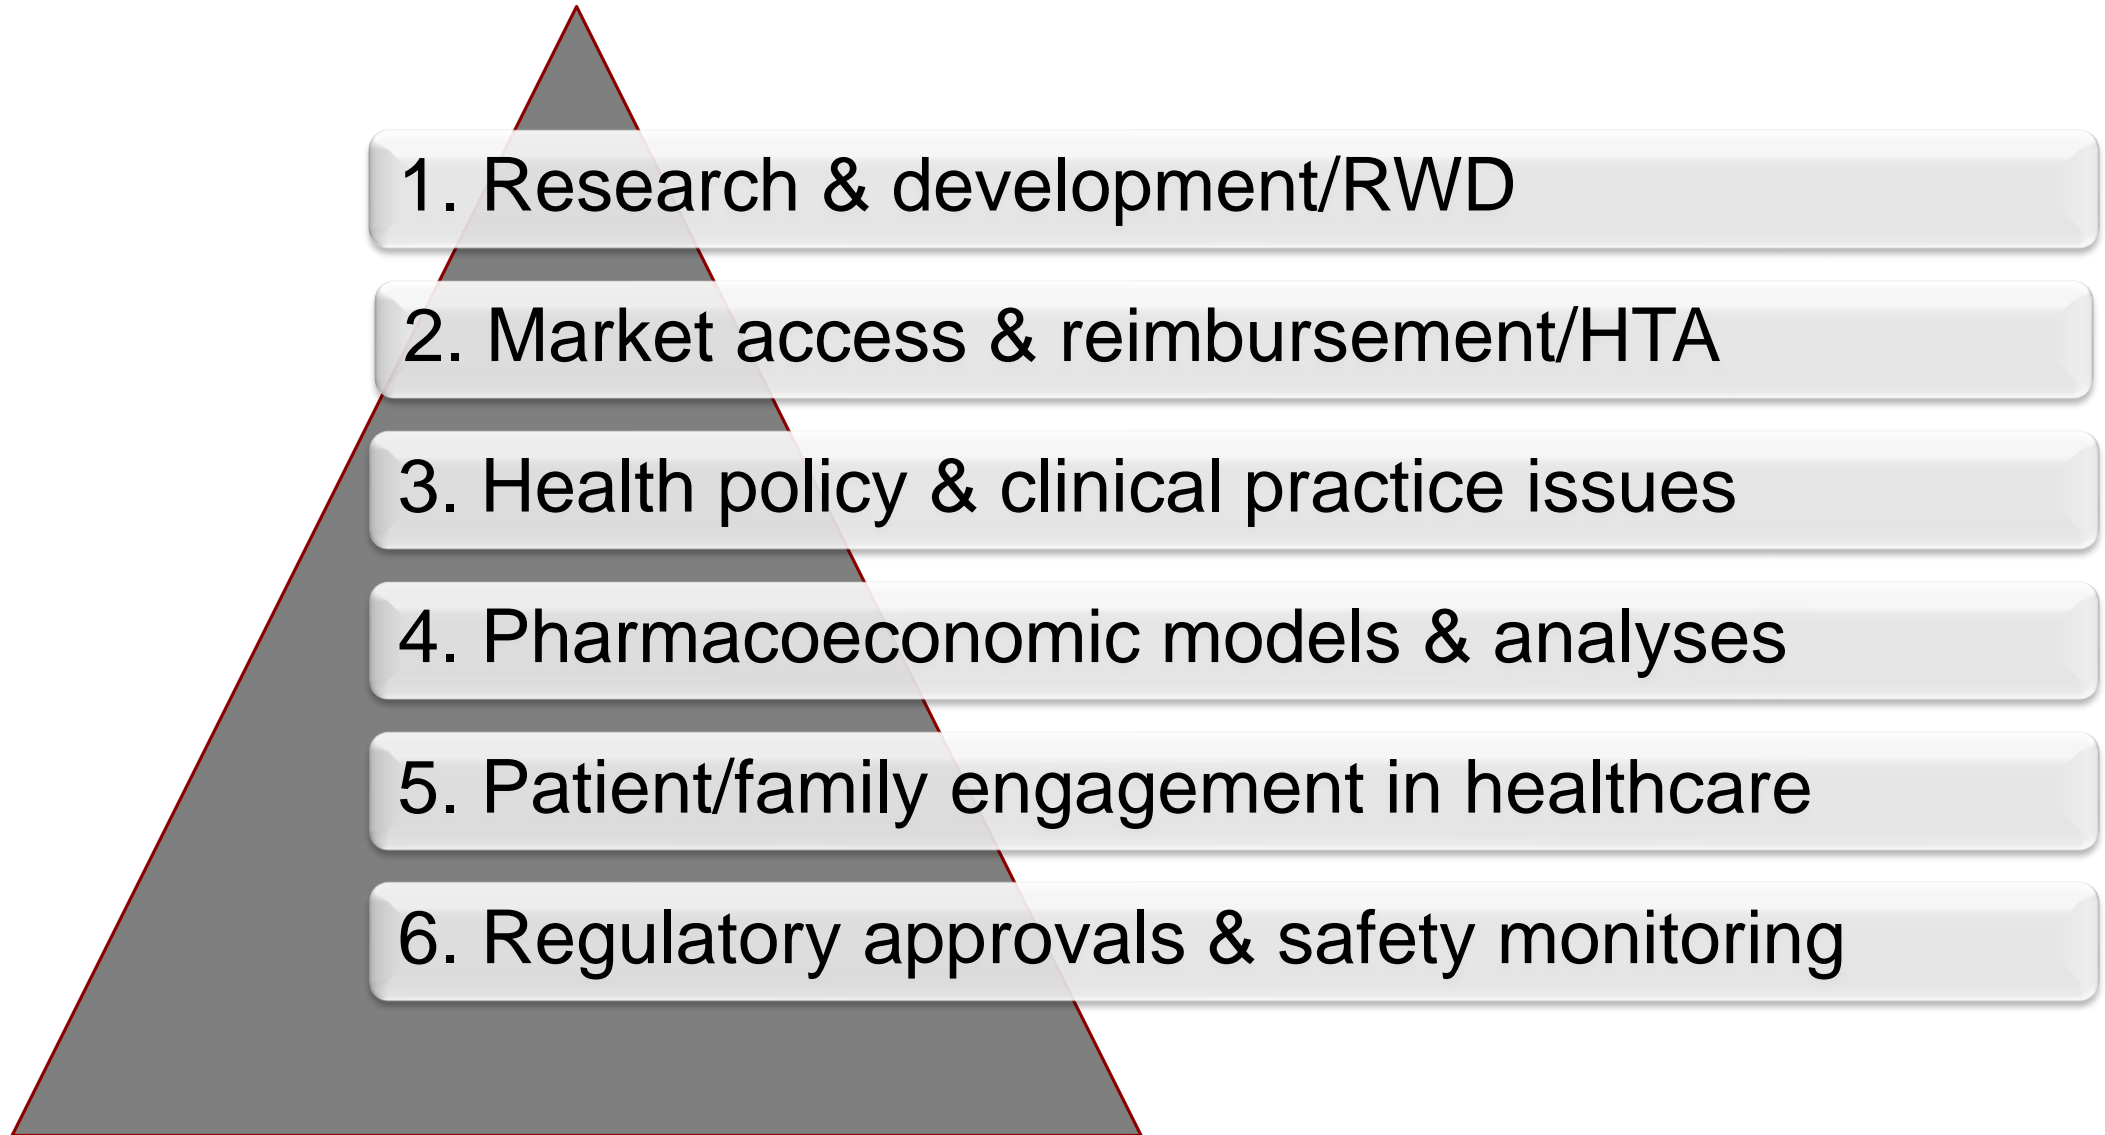 1. Research & development/RWD
2. Market access & reimbursement/HTA
3. Health policy & clinical practice issues
4. Pharmacoeconomic models & analyses
5. Patient/family engagement in healthcare
6. Regulatory approvals & safety monitoring